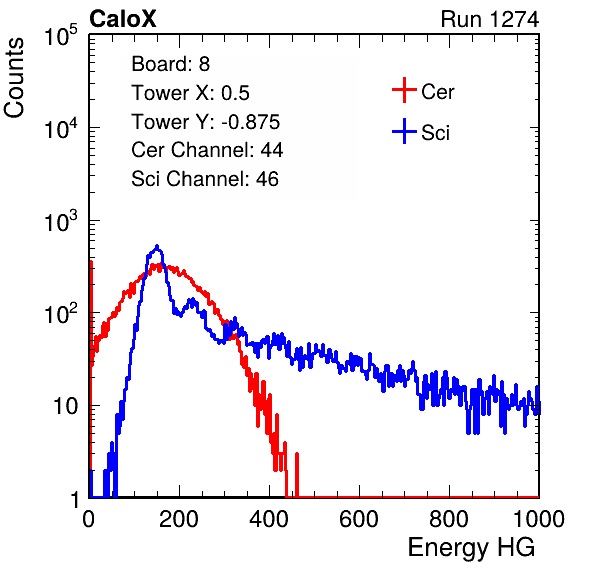 CaloX Run 1274
Counts
10^5
10^4
10^3
10^2
10
1
Board: 8
Tower X: 0.5
Tower Y: -0.875
Cer Channel: 44
Sci Channel: 46
Cer
Sci
0 200 400 600 800 1000
Energy HG